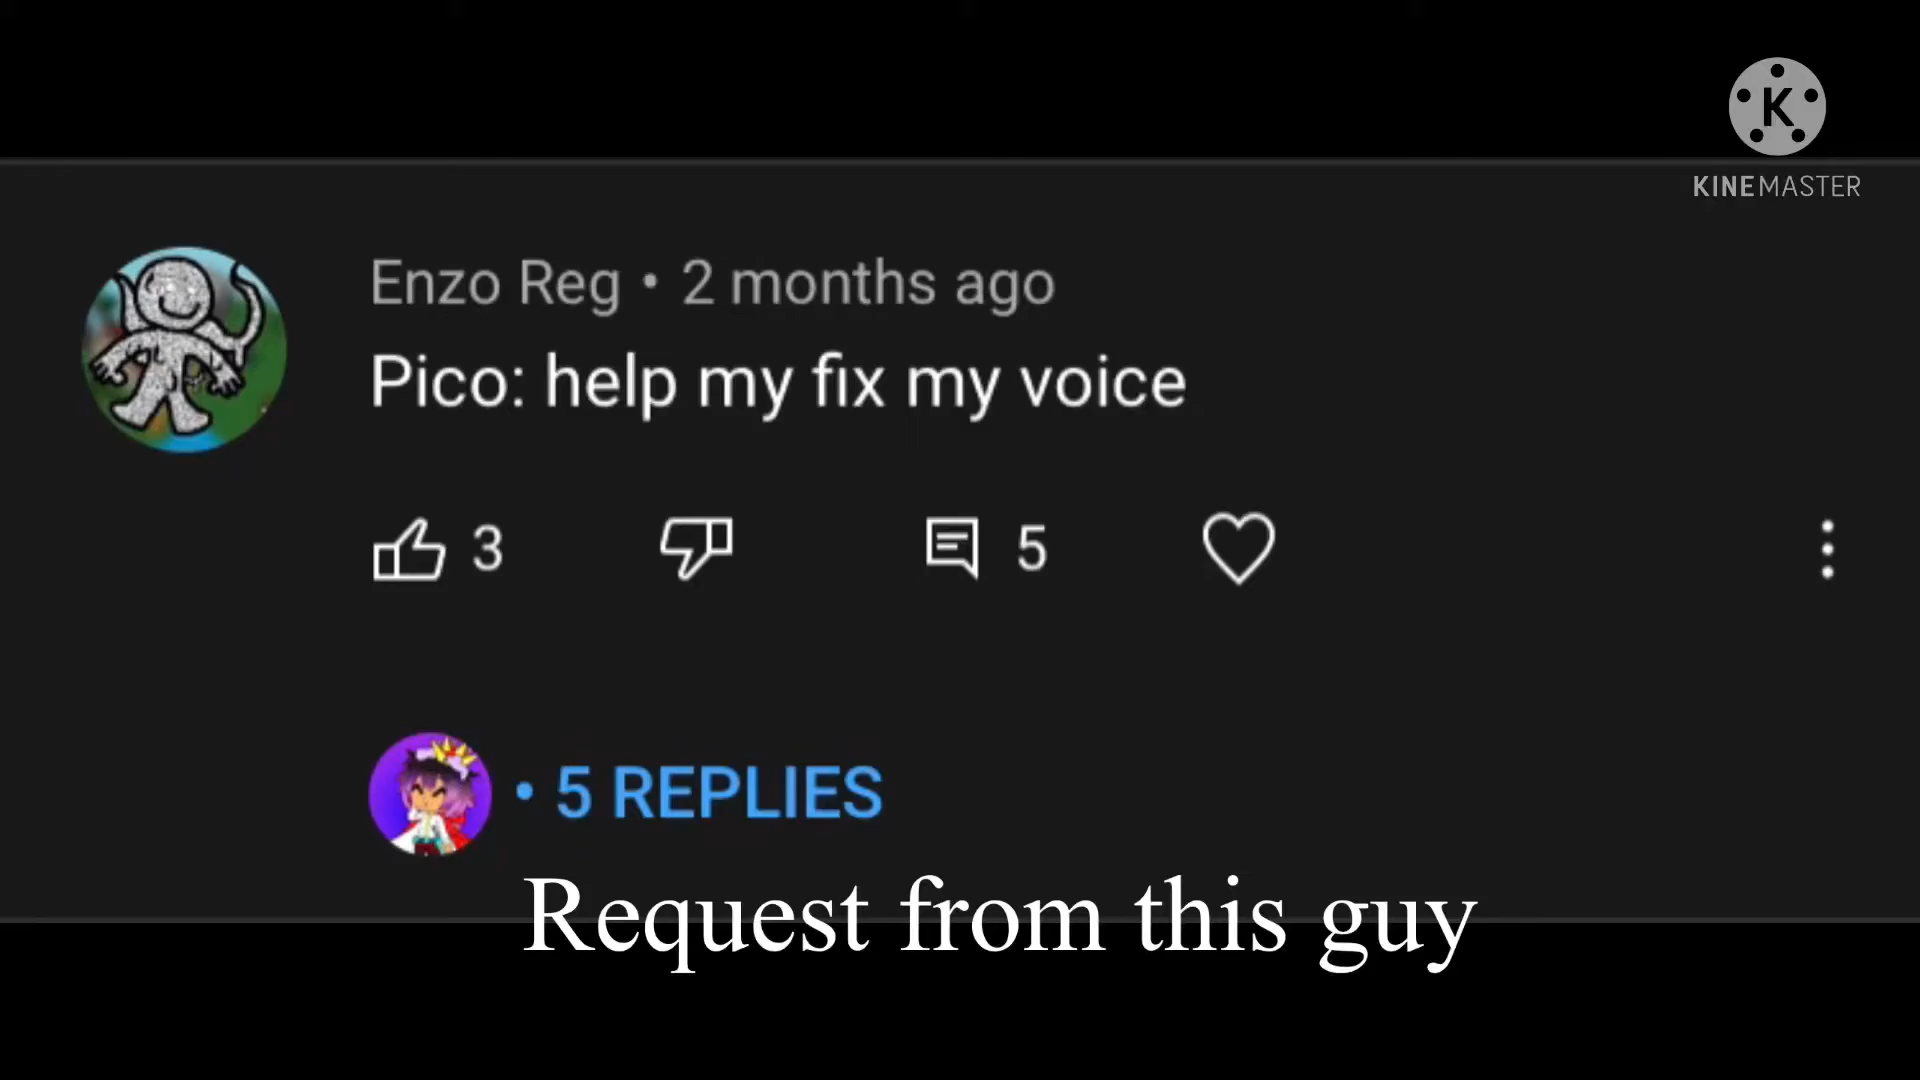 K
KINEMASTER
Enzo Reg • 2 months ago
Pico: help my fix my voice
3
5
• 5 REPLIES
Request from this guy